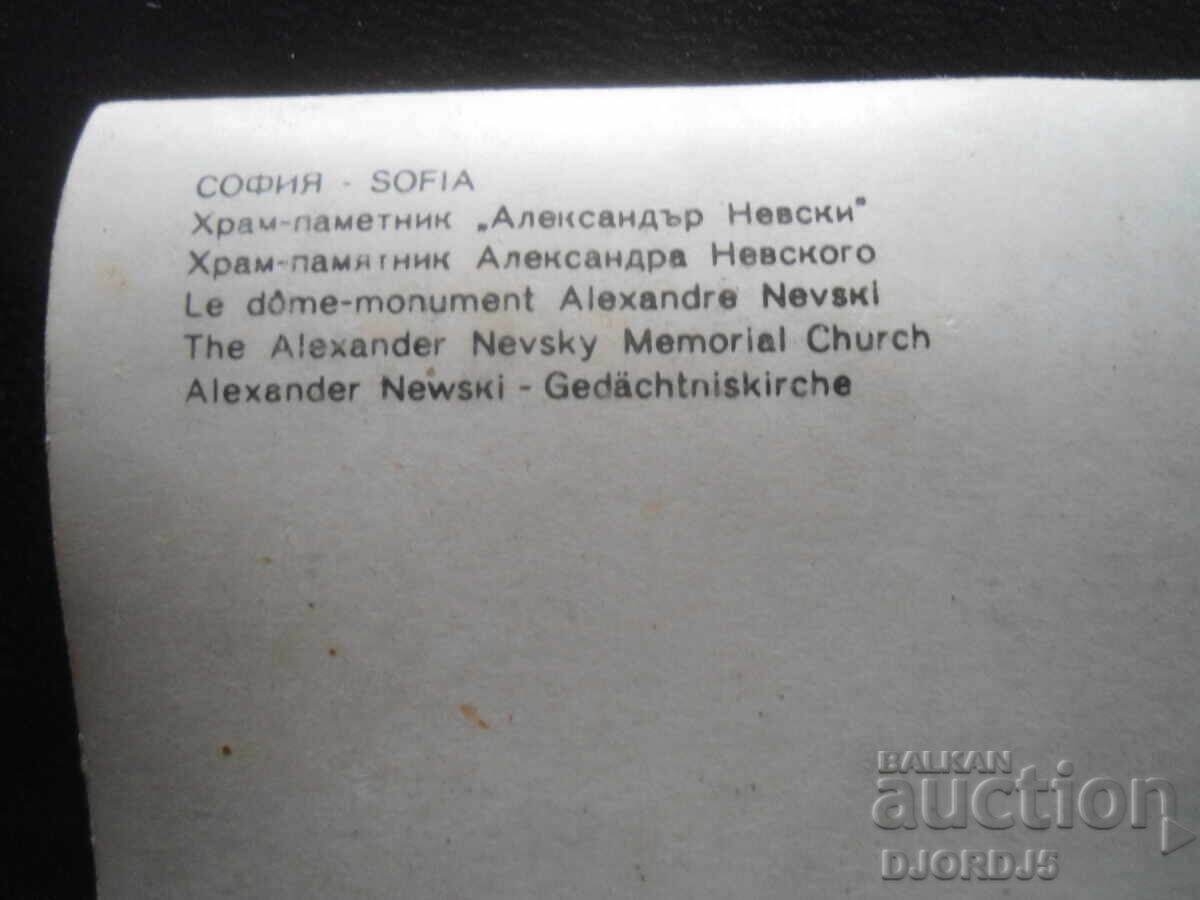 СОФИЯ - SOFIA
Храм-паметник „Александър Невски"
Храм-памятник Александра Невского
Le dôme-monument Alexandre Nevski
The Alexander Nevsky Memorial Church
Alexander Newski - Gedächtniskirche
BALKAN
auction
DJORDJ5